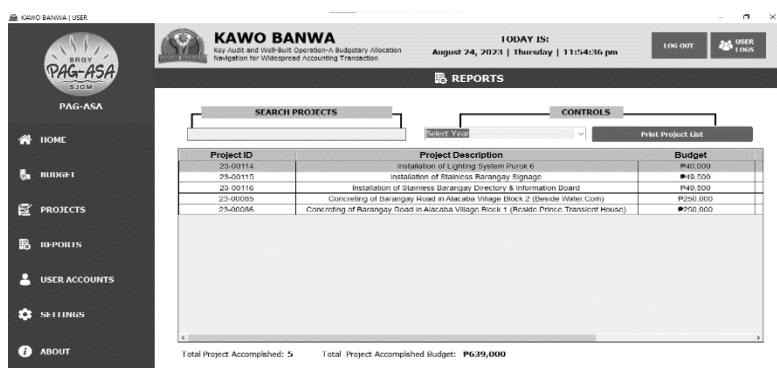 KAWO BANWA | USER
BRGY
PAG-ASA
SJOM
PAG-ASA
HOME
BUDGET
PROJECTS
REPORTS
USER ACCOUNTS
SETTINGS
ABOUT
KAWO BANWA
Key Audit and Well-Built Operation-A Budgetary Allocation
Navigation for Widespread Accounting Transaction
TODAY IS:
August 24, 2023 | Thursday | 11:54:36 pm
LOG OUT
USER LOGS
REPORTS
SEARCH PROJECTS
CONTROLS
Select Year
Print Project List
Project ID Project Description Budget
23-00114 Installation of Lighting System Purok 6 ₱40,000
23-00115 Installation of Stainless Barangay Signage ₱49,500
23-00116 Installation of Stainless Barangay Directory & Information Board ₱49,500
23-00085 Concreting of Barangay Road in Alacaba Village Block 2 (Beside Water.Com) ₱250,000
23-00086 Concreting of Barangay Road in Alacaba Village Block 1 (Beside Prince Transient House) ₱250,000
Total Project Accomplished: 5 Total Project Accomplished Budget: ₱639,000